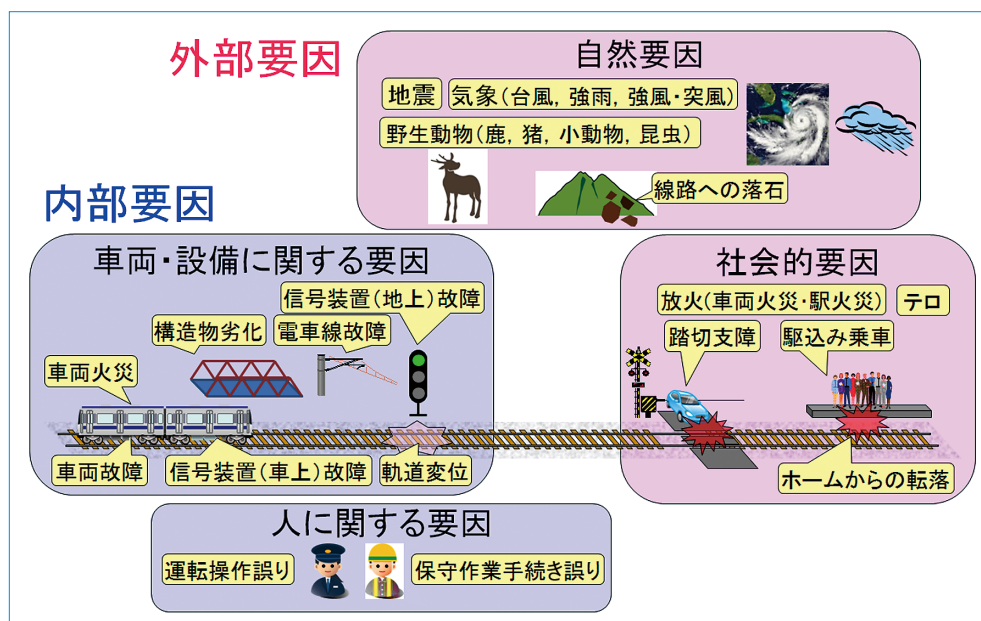 外部要因
自然要因
地震
気象(台風, 強雨, 強風・突風)
野生動物(鹿, 猪, 小動物, 昆虫)
線路への落石
内部要因
車両・設備に関する要因
信号装置(地上)故障
構造物劣化
電車線故障
車両火災
車両故障
信号装置(車上)故障
軌道変位
社会的要因
放火(車両火災・駅火災)
テロ
踏切支障
駆込み乗車
ホームからの転落
人に関する要因
運転操作誤り
保守作業手続き誤り